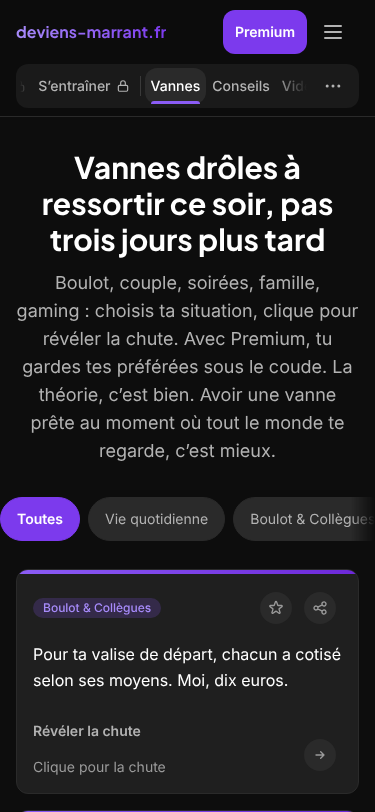 deviens-marrant.fr
Premium
S’entraîner
Vannes
Conseils
Vannes drôles à
ressortir ce soir, pas
trois jours plus tard
Boulot, couple, soirées, famille,
gaming : choisis ta situation, clique pour
révéler la chute. Avec Premium, tu
gardes tes préférées sous le coude. La
théorie, c’est bien. Avoir une vanne
prête au moment où tout le monde te
regarde, c’est mieux.
Toutes
Vie quotidienne
Boulot & Collègues
Boulot & Collègues
Pour ta valise de départ, chacun a cotisé
selon ses moyens. Moi, dix euros.
Révéler la chute
Clique pour la chute